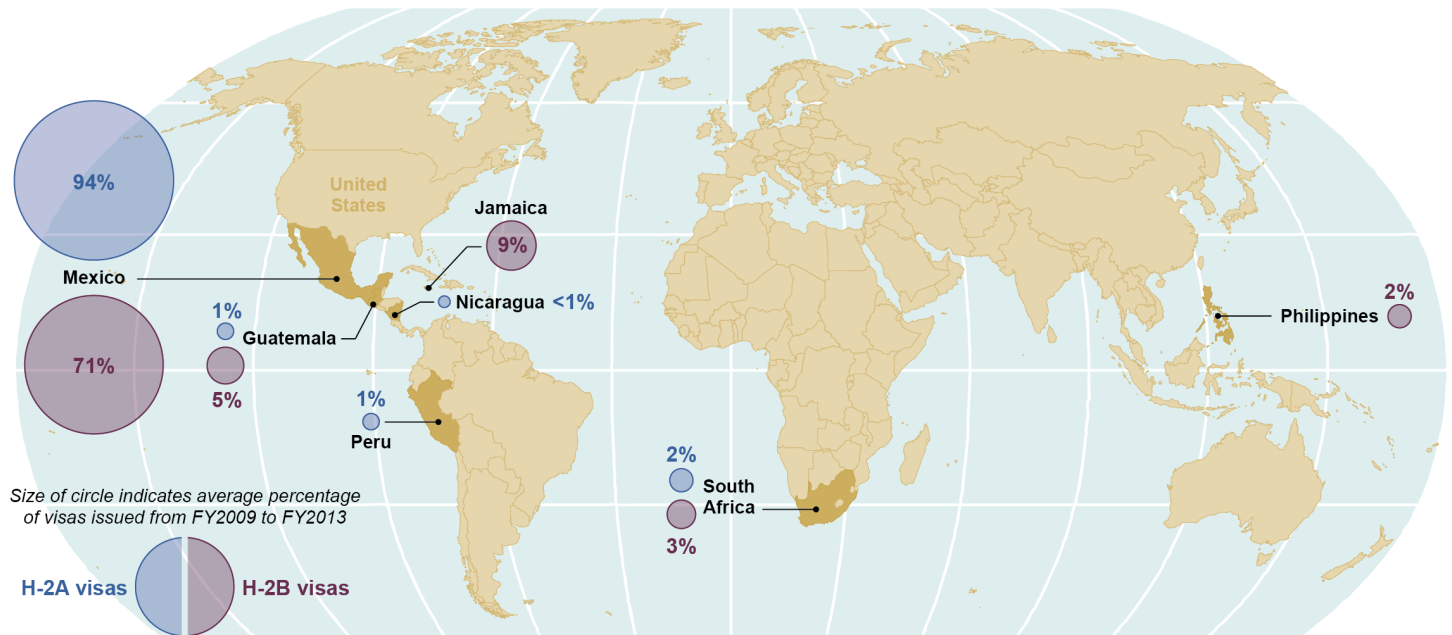 94%
United
States
Jamaica
9%
Mexico
Nicaragua <1%
1%
Guatemala
2%
Philippines
71%
5%
1%
Peru
2%
South
Africa
3%
Size of circle indicates average percentage
of visas issued from FY2009 to FY2013
H-2A visas
H-2B visas